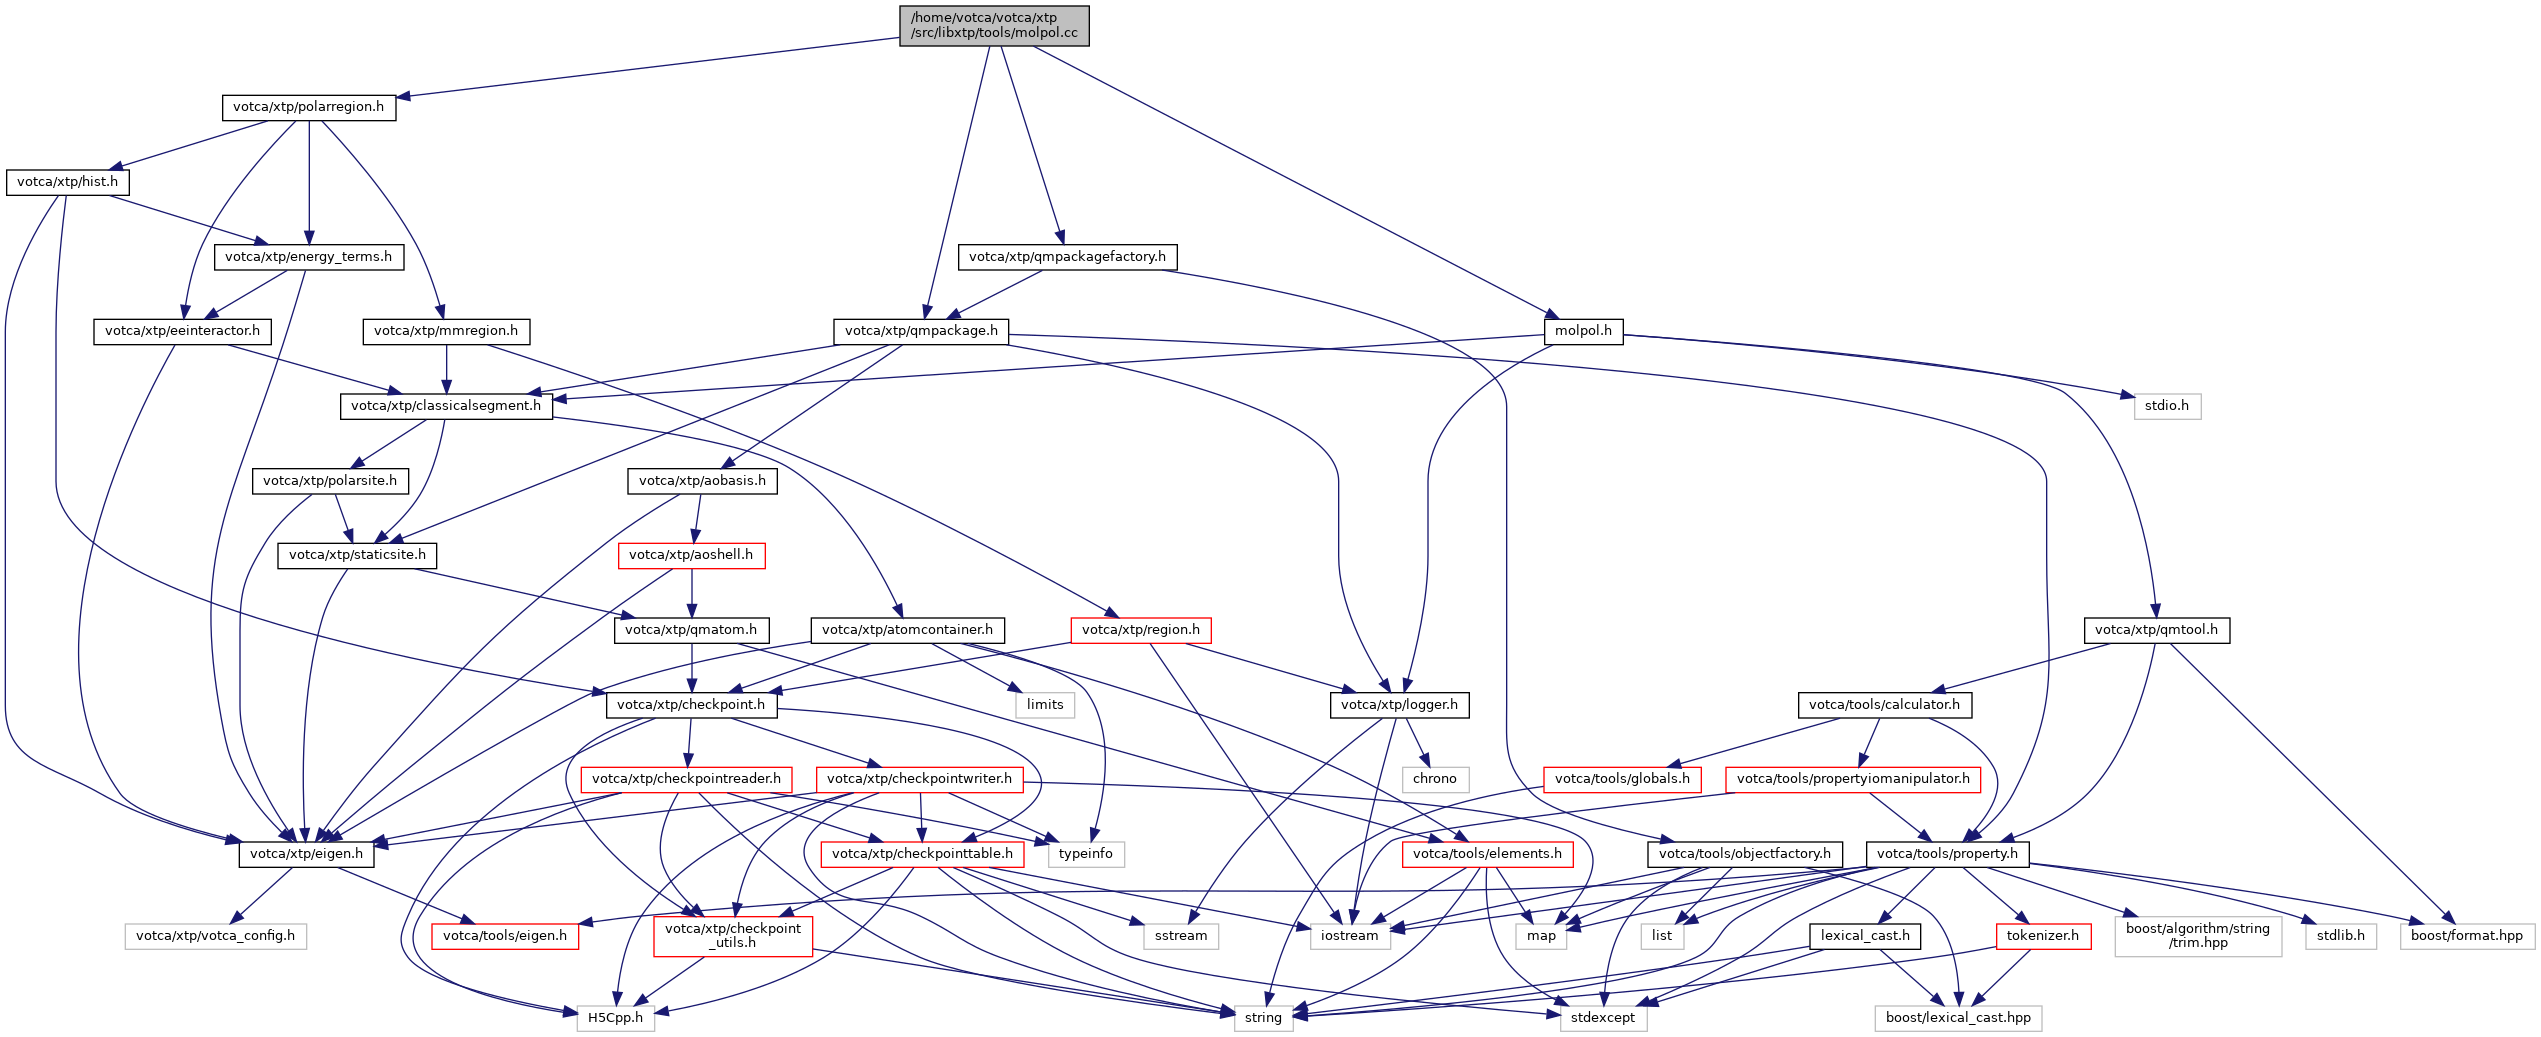 /home/votca/votca/xtp
/src/libxtp/tools/molpol.cc
votca/xtp/polarregion.h
votca/xtp/hist.h
votca/xtp/energy_terms.h
votca/xtp/qmpackagefactory.h
votca/xtp/eeinteractor.h
votca/xtp/mmregion.h
votca/xtp/qmpackage.h
molpol.h
votca/xtp/classicalsegment.h
stdio.h
votca/xtp/polarsite.h
votca/xtp/aobasis.h
votca/xtp/staticsite.h
votca/xtp/aoshell.h
votca/xtp/qmatom.h
votca/xtp/atomcontainer.h
votca/xtp/region.h
votca/xtp/qmtool.h
votca/xtp/checkpoint.h
limits
votca/xtp/logger.h
votca/tools/calculator.h
votca/xtp/checkpointreader.h
votca/xtp/checkpointwriter.h
chrono
votca/tools/globals.h
votca/tools/propertyiomanipulator.h
votca/xtp/eigen.h
votca/xtp/checkpointtable.h
typeinfo
votca/tools/elements.h
votca/tools/objectfactory.h
votca/tools/property.h
votca/xtp/votca_config.h
votca/tools/eigen.h
votca/xtp/checkpoint
_utils.h
sstream
iostream
map
list
lexical_cast.h
tokenizer.h
boost/algorithm/string
/trim.hpp
stdlib.h
boost/format.hpp
H5Cpp.h
string
stdexcept
boost/lexical_cast.hpp